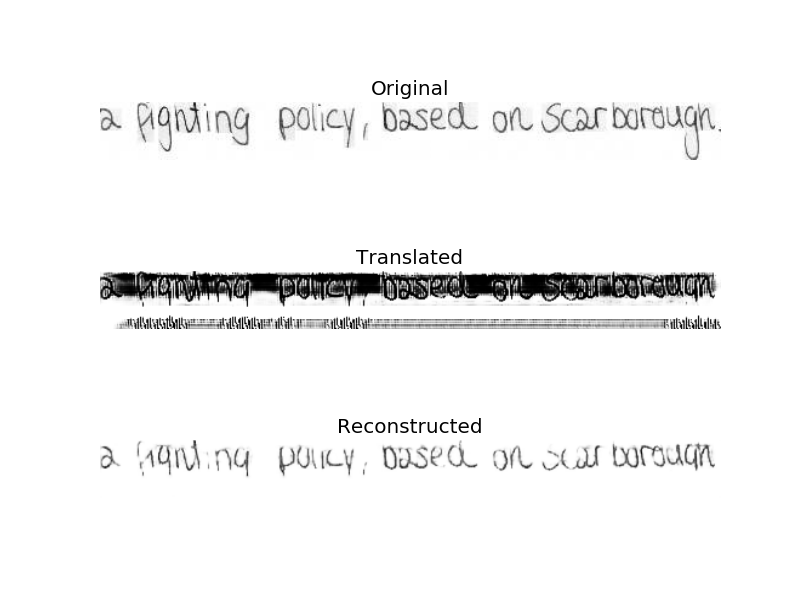 Original
a fighting policy, based on Scarborough.
Translated
a fighting policy, based on Scarborough
Reconstructed
a fighting policy, based on Scarborough